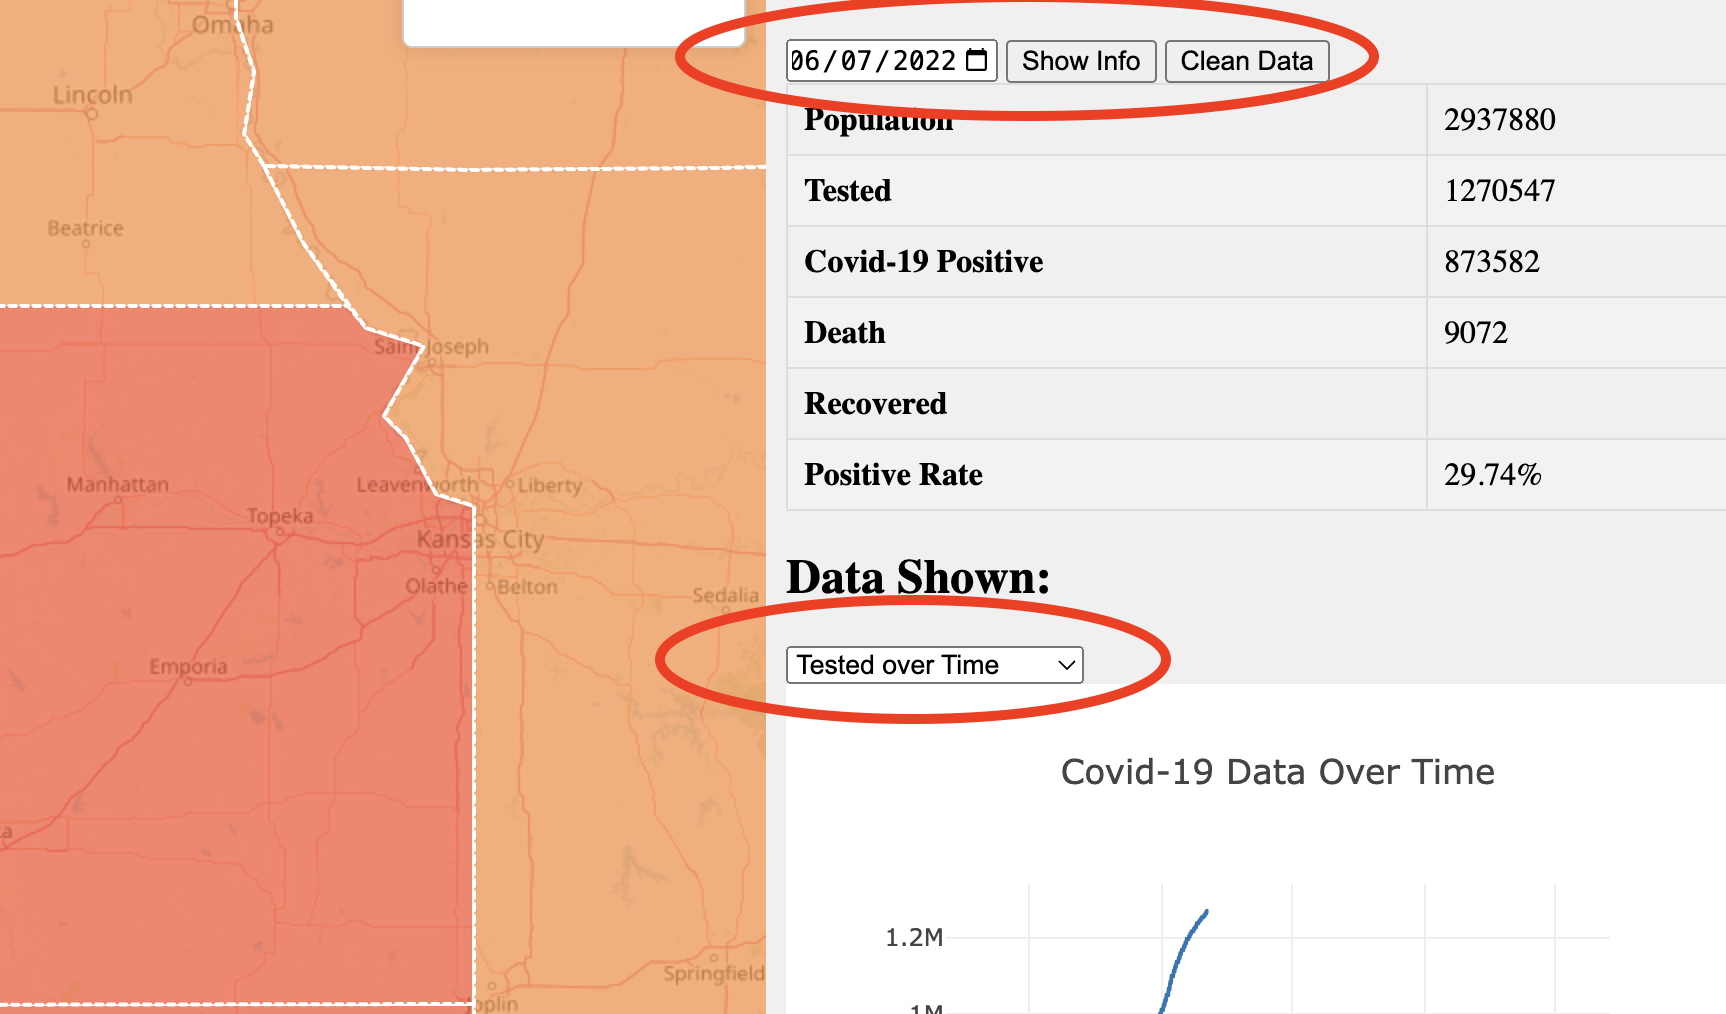 Omaha
Lincoln
Beatrice
Saint Joseph
Manhattan
Leavenworth
Liberty
Topeka
Kansas City
Olathe
Belton
Sedalia
Emporia
Springfield
06/07/2022 Show Info Clean Data
Population 2937880
Tested 1270547
Covid-19 Positive 873582
Death 9072
Recovered
Positive Rate 29.74%
Data Shown:
Tested over Time
Covid-19 Data Over Time
1.2M
1M